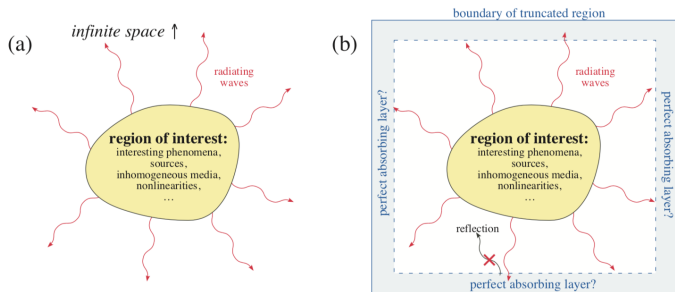 (a)
infinite space ↑
radiating
waves
region of interest:
interesting phenomena,
sources,
inhomogeneous media,
nonlinearities,
...
(b)
boundary of truncated region
perfect absorbing layer?
radiating
waves
region of interest:
interesting phenomena,
sources,
inhomogeneous media,
nonlinearities,
...
perfect absorbing layer?
reflection
perfect absorbing layer?